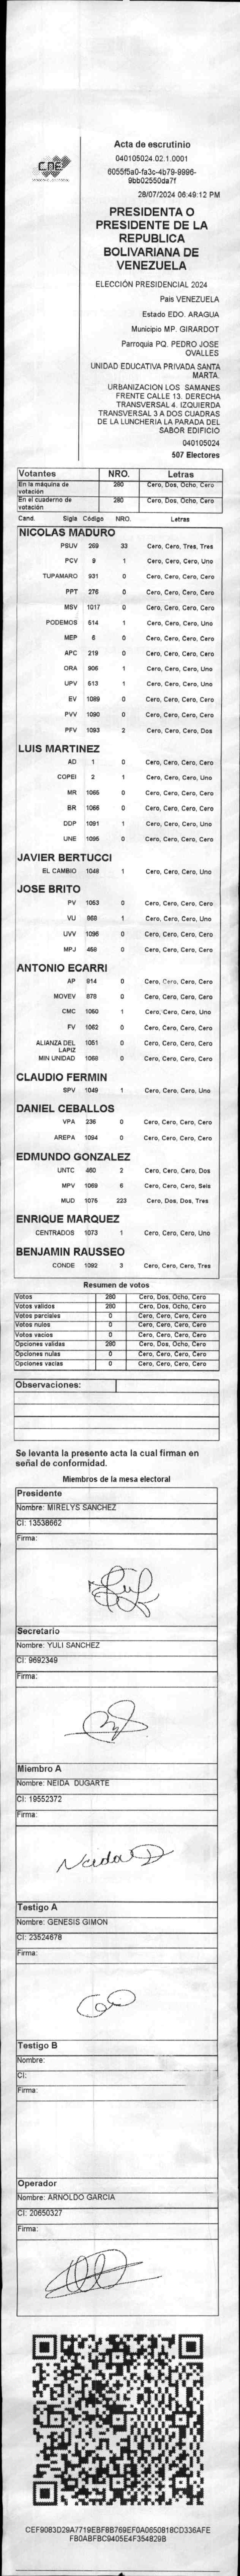 CNE
Acta de escrutinio
040105024.02.1.0001
6055f5a0-fa3c-4b79-9996-
9bb02550da7f
28/07/2024 06:49:12 PM
PRESIDENTA O
PRESIDENTE DE LA
REPUBLICA
BOLIVARIANA DE
VENEZUELA
ELECCIÓN PRESIDENCIAL 2024
Pais VENEZUELA
Estado EDO. ARAGUA
Municipio MP. GIRARDOT
Parroquia PQ. PEDRO JOSE
OVALLES
UNIDAD EDUCATIVA PRIVADA SANTA
MARTA.
URBANIZACION LOS SAMANES
FRENTE CALLE 13. DERECHA
TRANSVERSAL 4. IZQUIERDA
TRANSVERSAL 3 A DOS CUADRAS
DE LA LUNCHERIA LA PARADA DEL
SABOR EDIFICIO
040105024
507 Electores
Votantes NRO. Letras
En la máquina de votación 280 Cero, Dos, Ocho, Cero
En el cuaderno de votación 280 Cero, Dos, Ocho, Cero
Cand. Sigla Código NRO. Letras
NICOLAS MADURO
PSUV 269 33 Cero, Cero, Tres, Tres
PCV 9 1 Cero, Cero, Cero, Uno
TUPAMARO 931 0 Cero, Cero, Cero, Cero
PPT 276 0 Cero, Cero, Cero, Cero
MSV 1017 0 Cero, Cero, Cero, Cero
PODEMOS 514 1 Cero, Cero, Cero, Uno
MEP 6 0 Cero, Cero, Cero, Cero
APC 219 0 Cero, Cero, Cero, Cero
ORA 906 1 Cero, Cero, Cero, Uno
UPV 513 1 Cero, Cero, Cero, Uno
EV 1089 0 Cero, Cero, Cero, Cero
PVV 1090 0 Cero, Cero, Cero, Cero
PFV 1093 2 Cero, Cero, Cero, Dos
LUIS MARTINEZ
AD 1 0 Cero, Cero, Cero, Cero
COPEI 2 1 Cero, Cero, Cero, Uno
MR 1065 0 Cero, Cero, Cero, Cero
BR 1066 0 Cero, Cero, Cero, Cero
DDP 1091 1 Cero, Cero, Cero, Uno
UNE 1095 0 Cero, Cero, Cero, Cero
JAVIER BERTUCCI
EL CAMBIO 1048 1 Cero, Cero, Cero, Uno
JOSE BRITO
PV 1053 0 Cero, Cero, Cero, Cero
VU 968 1 Cero, Cero, Cero, Uno
UVV 1096 0 Cero, Cero, Cero, Cero
MPJ 458 0 Cero, Cero, Cero, Cero
ANTONIO ECARRI
AP 914 0 Cero, Cero, Cero, Cero
MOVEV 879 0 Cero, Cero, Cero, Cero
CMC 1060 1 Cero, Cero, Cero, Uno
FV 1062 0 Cero, Cero, Cero, Cero
ALIANZA DEL LAPIZ 1051 0 Cero, Cero, Cero, Cero
MIN UNIDAD 1068 0 Cero, Cero, Cero, Cero
CLAUDIO FERMIN
SPV 1049 1 Cero, Cero, Cero, Uno
DANIEL CEBALLOS
VPA 236 0 Cero, Cero, Cero, Cero
AREPA 1094 0 Cero, Cero, Cero, Cero
EDMUNDO GONZALEZ
UNTC 460 2 Cero, Cero, Cero, Dos
MPV 1069 6 Cero, Cero, Cero, Seis
MUD 1075 223 Cero, Dos, Dos, Tres
ENRIQUE MARQUEZ
CENTRADOS 1073 1 Cero, Cero, Cero, Uno
BENJAMIN RAUSSEO
CONDE 1092 3 Cero, Cero, Cero, Tres
Resumen de votos
Votos 280 Cero, Dos, Ocho, Cero
Votos validos 280 Cero, Dos, Ocho, Cero
Votos parciales 0 Cero, Cero, Cero, Cero
Votos nulos 0 Cero, Cero, Cero, Cero
Votos vacios 0 Cero, Cero, Cero, Cero
Opciones validas 280 Cero, Dos, Ocho, Cero
Opciones nulas 0 Cero, Cero, Cero, Cero
Opciones vacias 0 Cero, Cero, Cero, Cero
Observaciones:
Se levanta la presente acta la cual firman en
señal de conformidad.
Miembros de la mesa electoral
Presidente
Nombre: MIRELYS SANCHEZ
CI: 13538662
Firma:
Secretario
Nombre: YULI SANCHEZ
CI: 9692349
Firma:
Miembro A
Nombre: NEIDA DUGARTE
CI: 19552372
Firma:
Neida D
Testigo A
Nombre: GENESIS GIMON
CI: 23524678
Firma:
Testigo B
Nombre:
CI:
Firma:
Operador
Nombre: ARNOLDO GARCIA
CI: 20650327
Firma:
CEF9083D29A7719EBF8B769EF0A0650818CD336AFE
FB0ABFBC9405E4F354829B